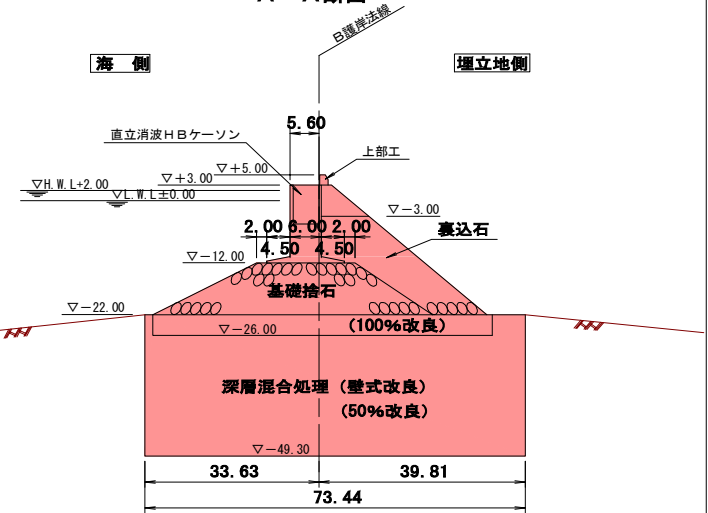 B護岸法線
海 側
埋立地側
5.60
直立消波HBケーソン
上部工
▽+5.00
▽+3.00
▽H.W.L+2.00
▽L.W.L±0.00
▽-3.00
2.00 6.00 2.00
裏込石
4.50 4.50
▽-12.00
基礎捨石
▽-22.00
▽-26.00
(100%改良)
深層混合処理 (壁式改良)
(50%改良)
▽-49.30
33.63
39.81
73.44